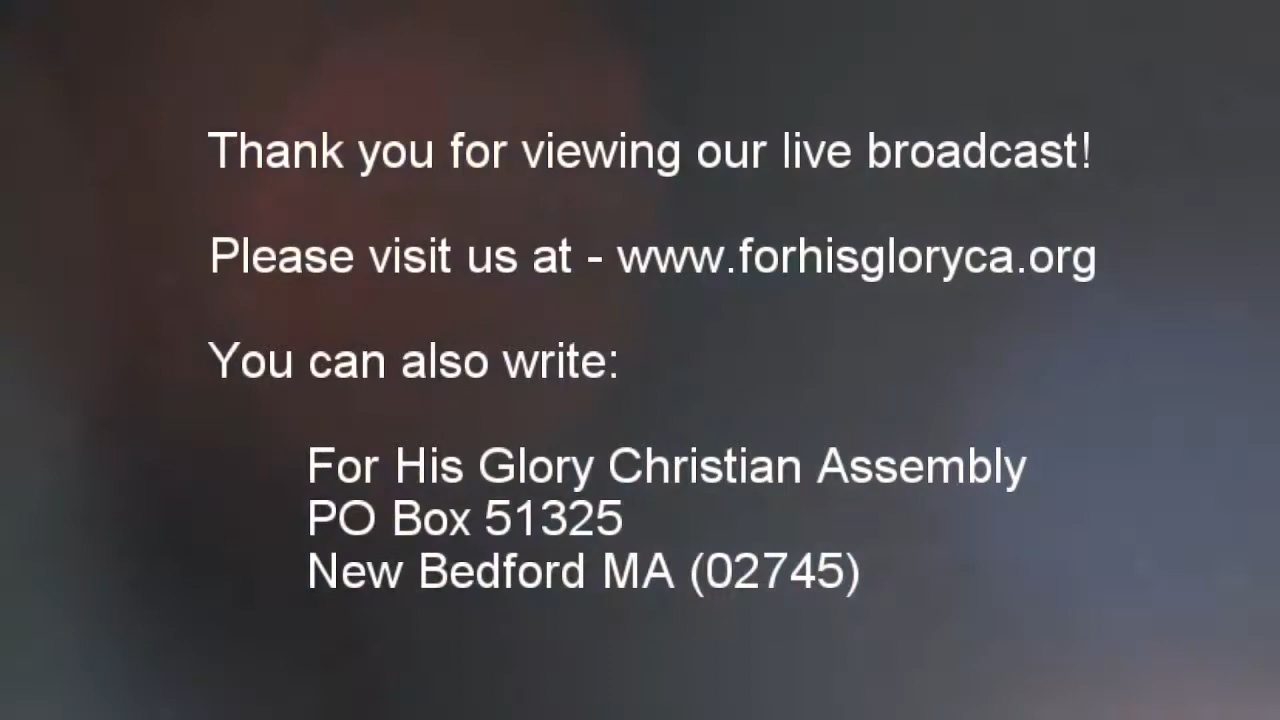 Thank you for viewing our live broadcast!
Please visit us at - www.forhisgloryca.org
You can also write:
For His Glory Christian Assembly
PO Box 51325
New Bedford MA (02745)